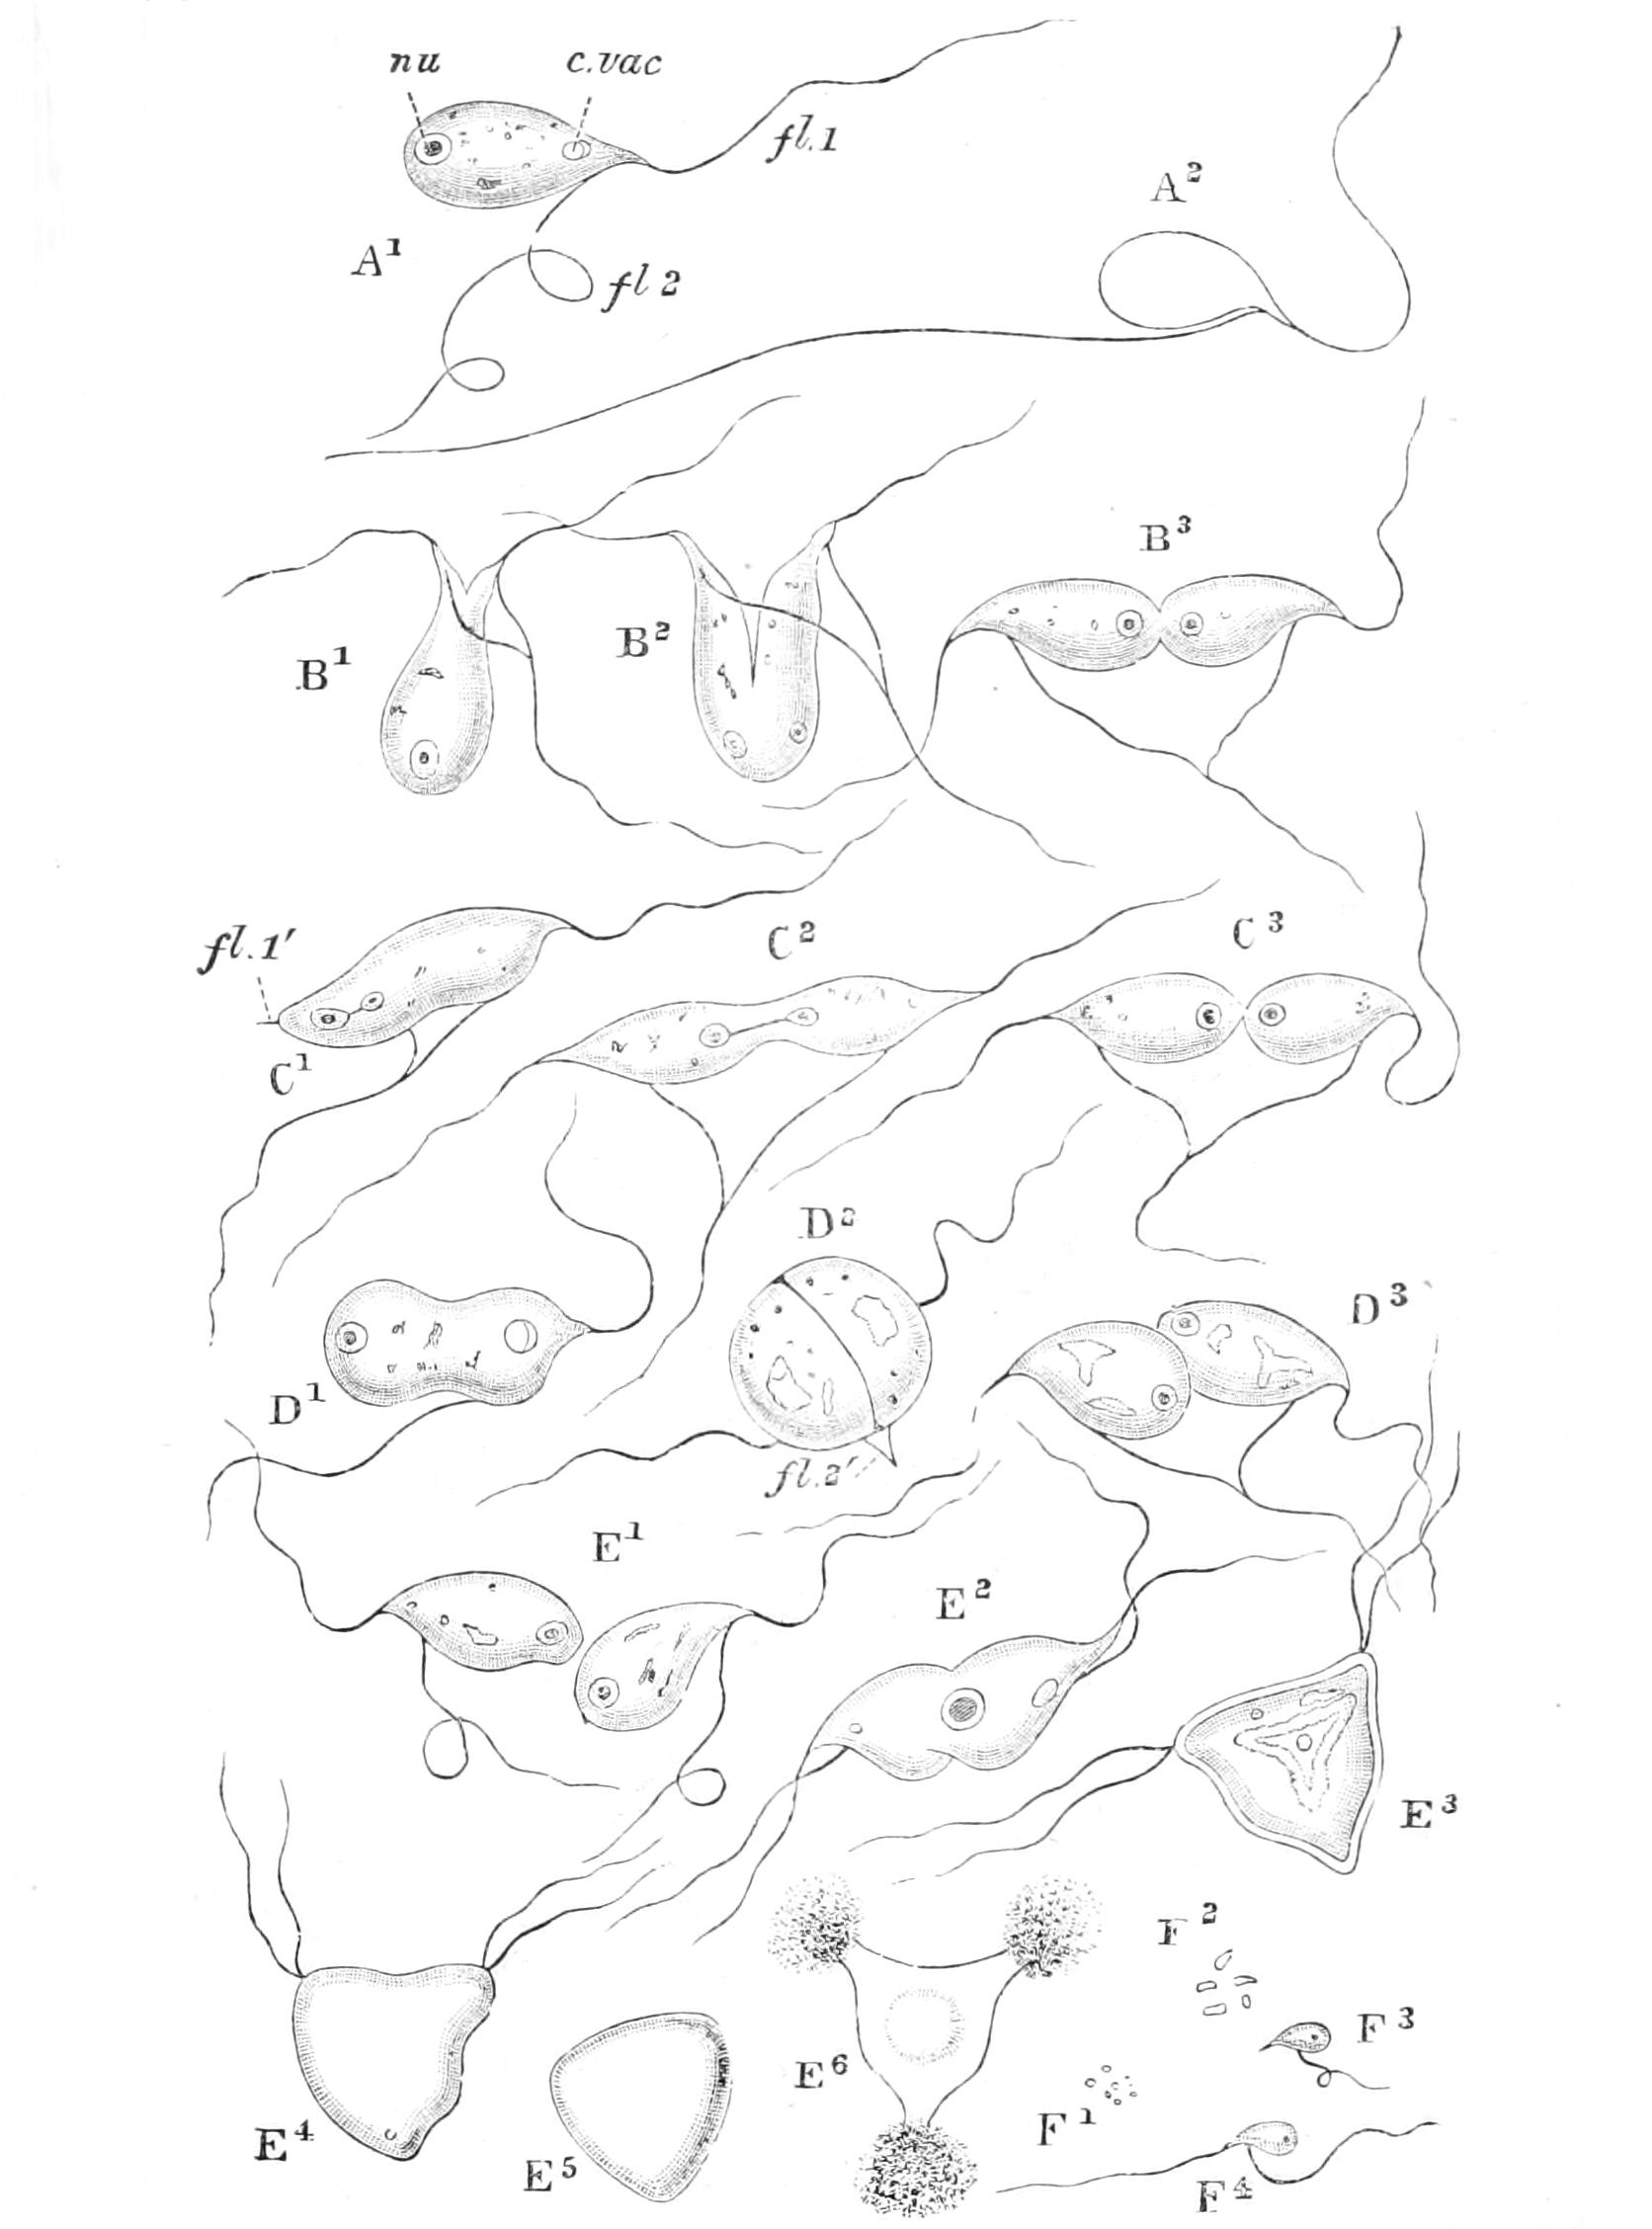 nu c.vac
fl.1
A²
A¹
fl 2
B³
B²
B¹
C³
C²
fl.1′
C¹
D²
D³
D¹
fl.2′
E¹
E²
E³
F²
F³
E⁶
F¹
E⁴
E⁵
F⁴